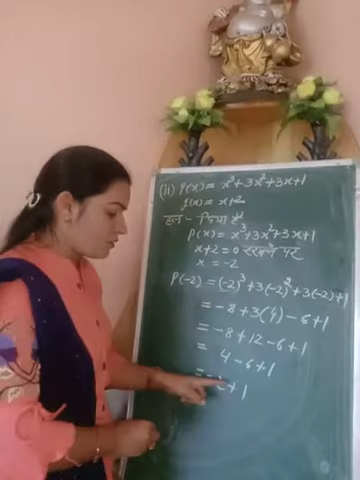 (ii) P(x) = x³+3x²+3x+1
g(x) = x+2
हल - दिया है
P(x) = x³+3x²+3x+1
x+2 = 0 रखने पर
x = -2
P(-2) = (-2)³ + 3(-2)² + 3(-2)+1
= -8 + 3(4) - 6+1
= -8 + 12 - 6 + 1
= 4 - 6 + 1
= -2 + 1